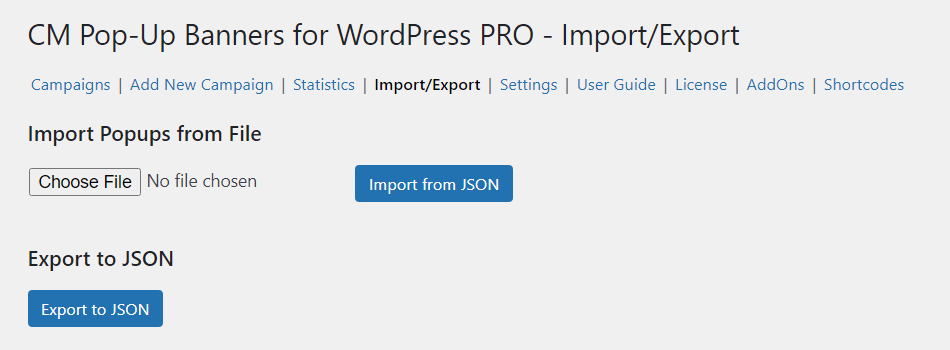 CM Pop-Up Banners for WordPress PRO - Import/Export
Campaigns | Add New Campaign | Statistics | Import/Export | Settings | User Guide | License | AddOns | Shortcodes
Import Popups from File
Choose File No file chosen Import from JSON
Export to JSON
Export to JSON